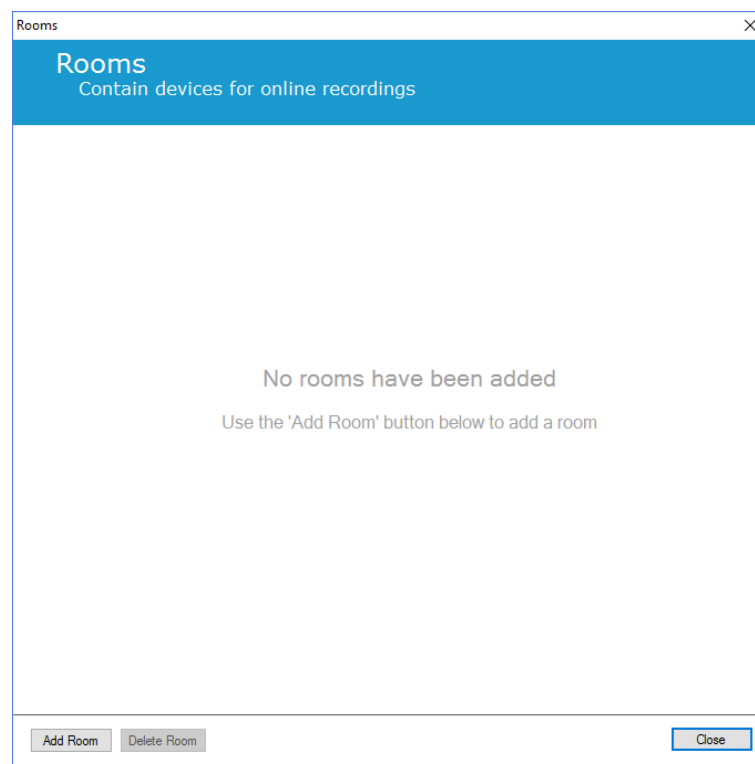 Rooms
Rooms
Contain devices for online recordings
No rooms have been added
Use the 'Add Room' button below to add a room
Add Room
Delete Room
Close